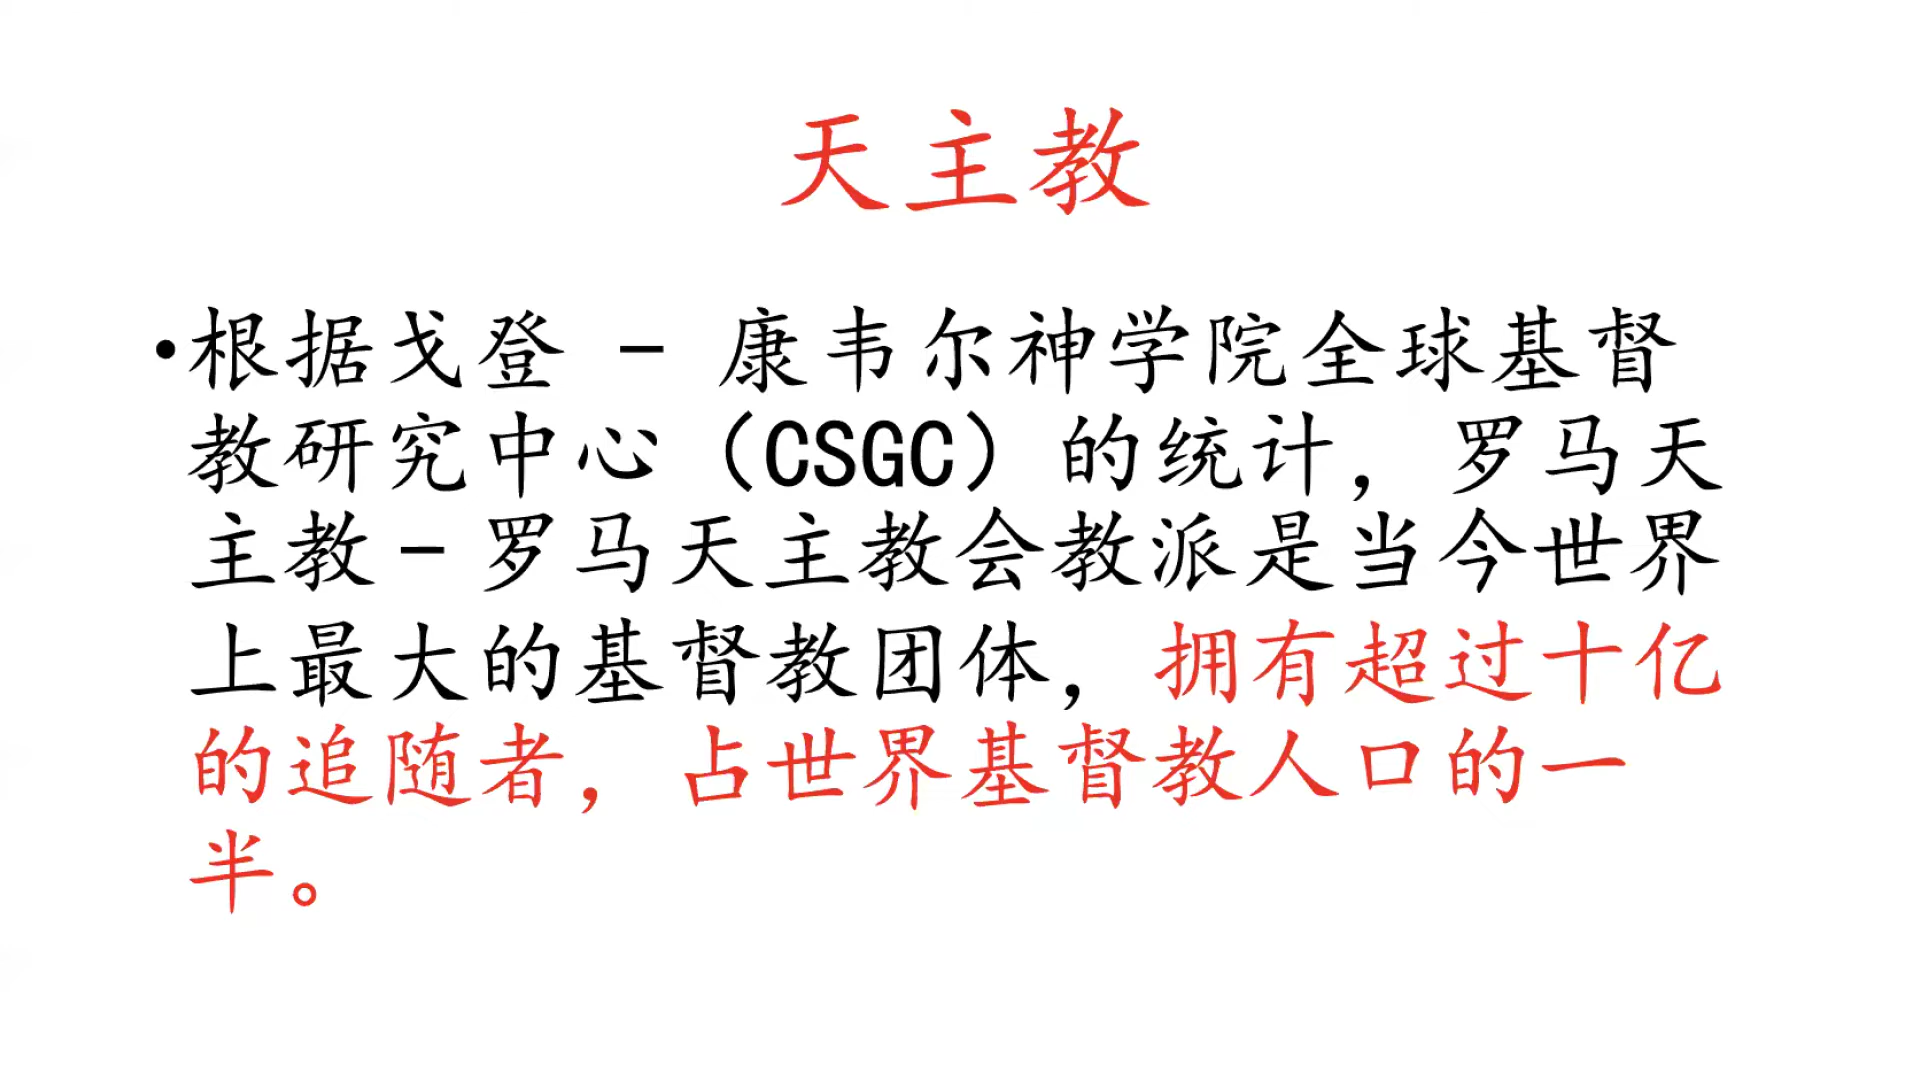 天主教
•根据戈登 - 康韦尔神学院全球基督
教研究中心（CSGC）的统计，罗马天
主教-罗马天主教会教派是当今世界
上最大的基督教团体，拥有超过十亿
的追随者，占世界基督教人口的一
半。